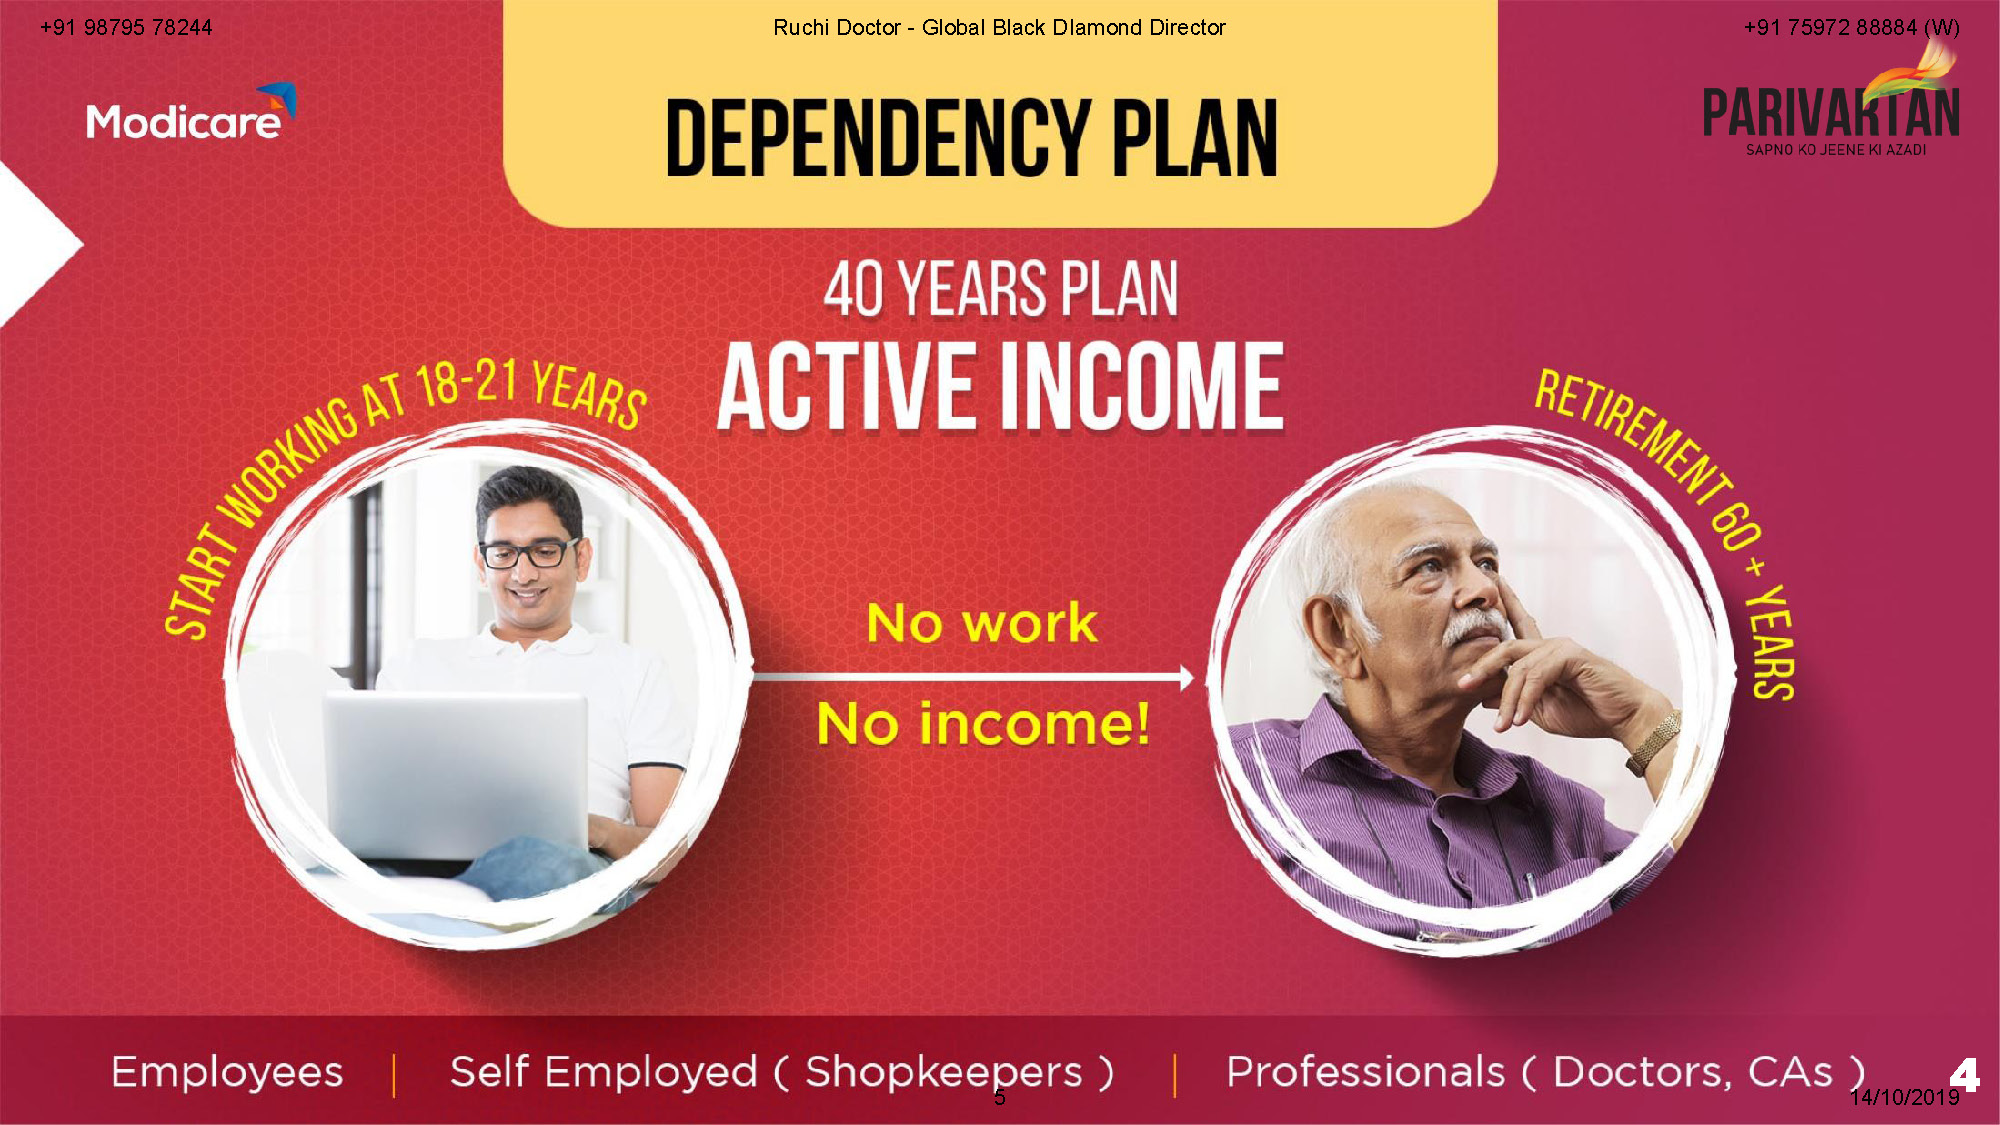 +91 98795 78244
Ruchi Doctor - Global Black DIamond Director
+91 75972 88884 (W)
Modicare
DEPENDENCY PLAN
PARIVARTAN
SAPNO KO JEENE KI AZADI
40 YEARS PLAN
ACTIVE INCOME
START WORKING AT 18-21 YEARS
RETIREMENT 60 + YEARS
No work
No income!
Employees | Self Employed ( Shopkeepers ) | Professionals ( Doctors, CAs )
4
5
14/10/2019